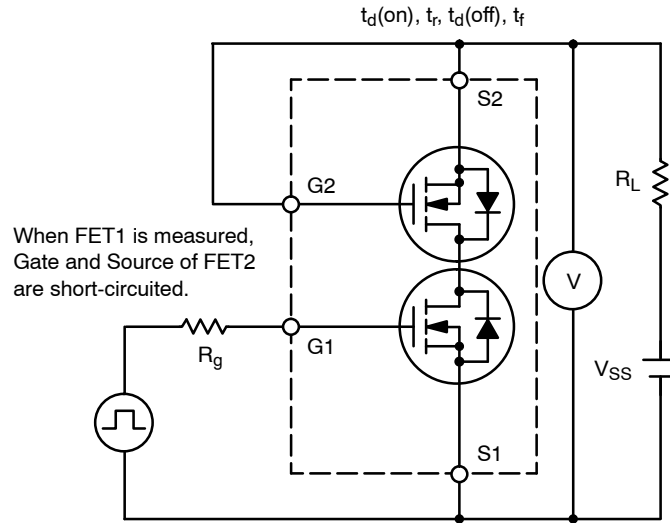 td(on), tr, td(off), tf
S2
G2
RL
When FET1 is measured,
Gate and Source of FET2
are short-circuited.
V
Rg
G1
VSS
S1